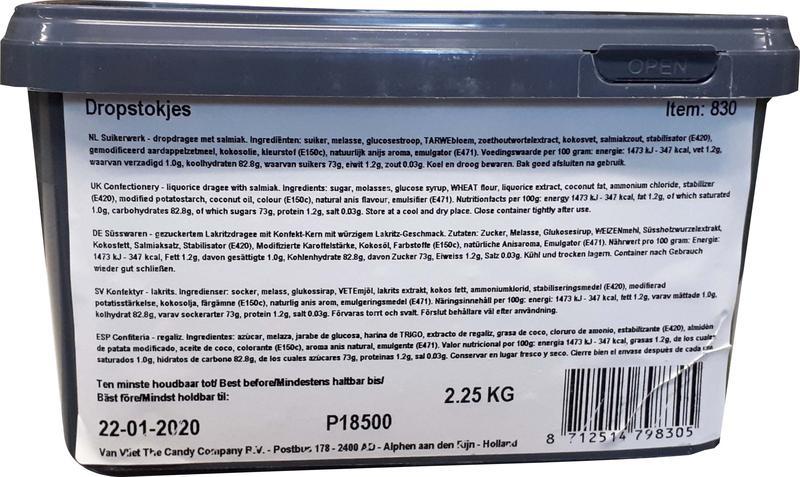 OPEN
Dropstokjes Item: 830
NL Suikerwerk - dropdragee met salmiak. Ingrediënten: suiker, melasse, glucosestroop, TARWEbloem, zoethoutwortelextract, kokosvet, salmiakzout, stabilisator (E420),
gemodificeerd aardappelzetmeel, kokosolie, kleurstof (E150c), natuurlijk anijs aroma, emulgator (E471). Voedingswaarde per 100 gram: energie: 1473 kJ - 347 kcal, vet 1.2g,
waarvan verzadigd 1.0g, koolhydraten 82.8g, waarvan suikers 73g, eiwit 1.2g, zout 0.03g. Koel en droog bewaren. Bak goed afsluiten na gebruik.
UK Confectionery - liquorice dragee with salmiak. Ingredients: sugar, molasses, glucose syrup, WHEAT flour, liquorice extract, coconut fat, ammonium chloride, stabilizer
(E420), modified potatostarch, coconut oil, colour (E150c), natural anis flavour, emulsifier (E471). Nutritionfacts per 100g: energy 1473 kJ - 347 kcal, fat 1.2g, of which saturated
1.0g, carbohydrates 82.8g, of which sugars 73g, protein 1.2g, salt 0.03g. Store at a cool and dry place. Close container tightly after use.
DE Süsswaren - gezuckertem Lakritzdragee mit Konfekt-Kern mit würzigem Lakritz-Geschmack. Zutaten: Zucker, Melasse, Glukosesirup, WEIZENmehl, Süssholzwurzelextrakt,
Kokosfett, Salmiaksatz, Stabilisator (E420), Modifizierte Karoffelstärke, Kokosöl, Farbstoffe (E150c), natürliche Anisaroma, Emulgator (E471). Nährwert pro 100 gram: Energie:
1473 kJ - 347 kcal, Fett 1.2g, davon gesättigte 1.0g, Kohlenhydrate 82.8g, davon Zucker 73g, Eiweiss 1.2g, Salz 0.03g. Kühl und trocken lagern. Container nach Gebrauch
wieder gut schließen.
SV Konfektyr - lakrits. Ingredienser: socker, melass, glukossirap, VETEmjöl, lakrits extrakt, kokos fett, ammoniumklorid, stabiliseringsmedel (E420), modifierad
potatisstärkelse, kokosolja, färgämne (E150c), naturlig anis arom, emulgeringsmedel (E471). Näringsinnehåll per 100g: energi 1473 kJ - 347 kcal, fett 1.2g, varav mättade 1.0g,
kolhydrat 82.8g, varav sockerarter 73g, protein 1.2g, salt 0.03g. Förvaras torrt och svalt. Förslut behållare väl efter användning.
ESP Confiteria - regaliz. Ingredientes: azúcar, melaza, jarabe de glucosa, harina de TRIGO, extracto de regaliz, grasa de coco, cloruro de amonio, estabilizante (E420), almidón
de patata modificado, aceite de coco, colorante (E150c), aroma anis natural, emulgente (E471). Valor nutricional por 100g: energia 1473 kJ - 347 kcal, grasas 1.2g, de los cuales
saturados 1.0g, hidratos de carbono 82.8g, de los cuales azúcares 73g, proteinas 1.2g, sal 0.03g. Conservar en lugar fresco y seco. Cierre bien el envase después de cada uso
Ten minste houdbaar tot/ Best before/Mindestens haltbar bis/
Bäst före/Mindst holdbar til:
2.25 KG
22-01-2020 P18500
8 712514 798305
Van Vliet The Candy Company B.V. - Postbus 178 - 2400 AD - Alphen aan den Rijn - Holland